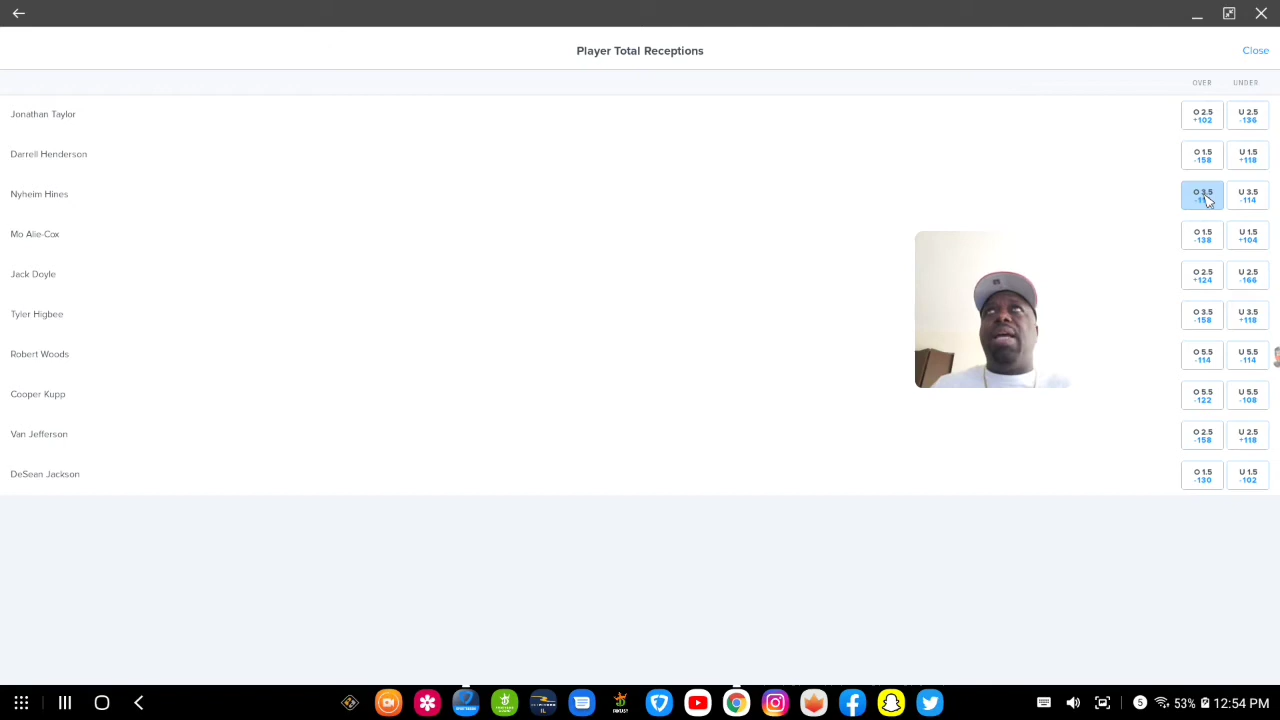 Player Total Receptions
Close
OVER UNDER
Jonathan Taylor
O 2.5 U 2.5
+102 -136
Darrell Henderson
O 1.5 U 1.5
-158 +118
Nyheim Hines
O 3.5 U 3.5
-114
Mo Alie-Cox
O 1.5 U 1.5
-138 +104
Jack Doyle
O 2.5 U 2.5
+124 -166
Tyler Higbee
O 3.5 U 3.5
-158 +118
Robert Woods
O 5.5 U 5.5
-114 -114
Cooper Kupp
O 5.5 U 5.5
-122 -108
Van Jefferson
O 2.5 U 2.5
-158 +118
DeSean Jackson
O 1.5 U 1.5
-130 -102
S 53% 12:54 PM